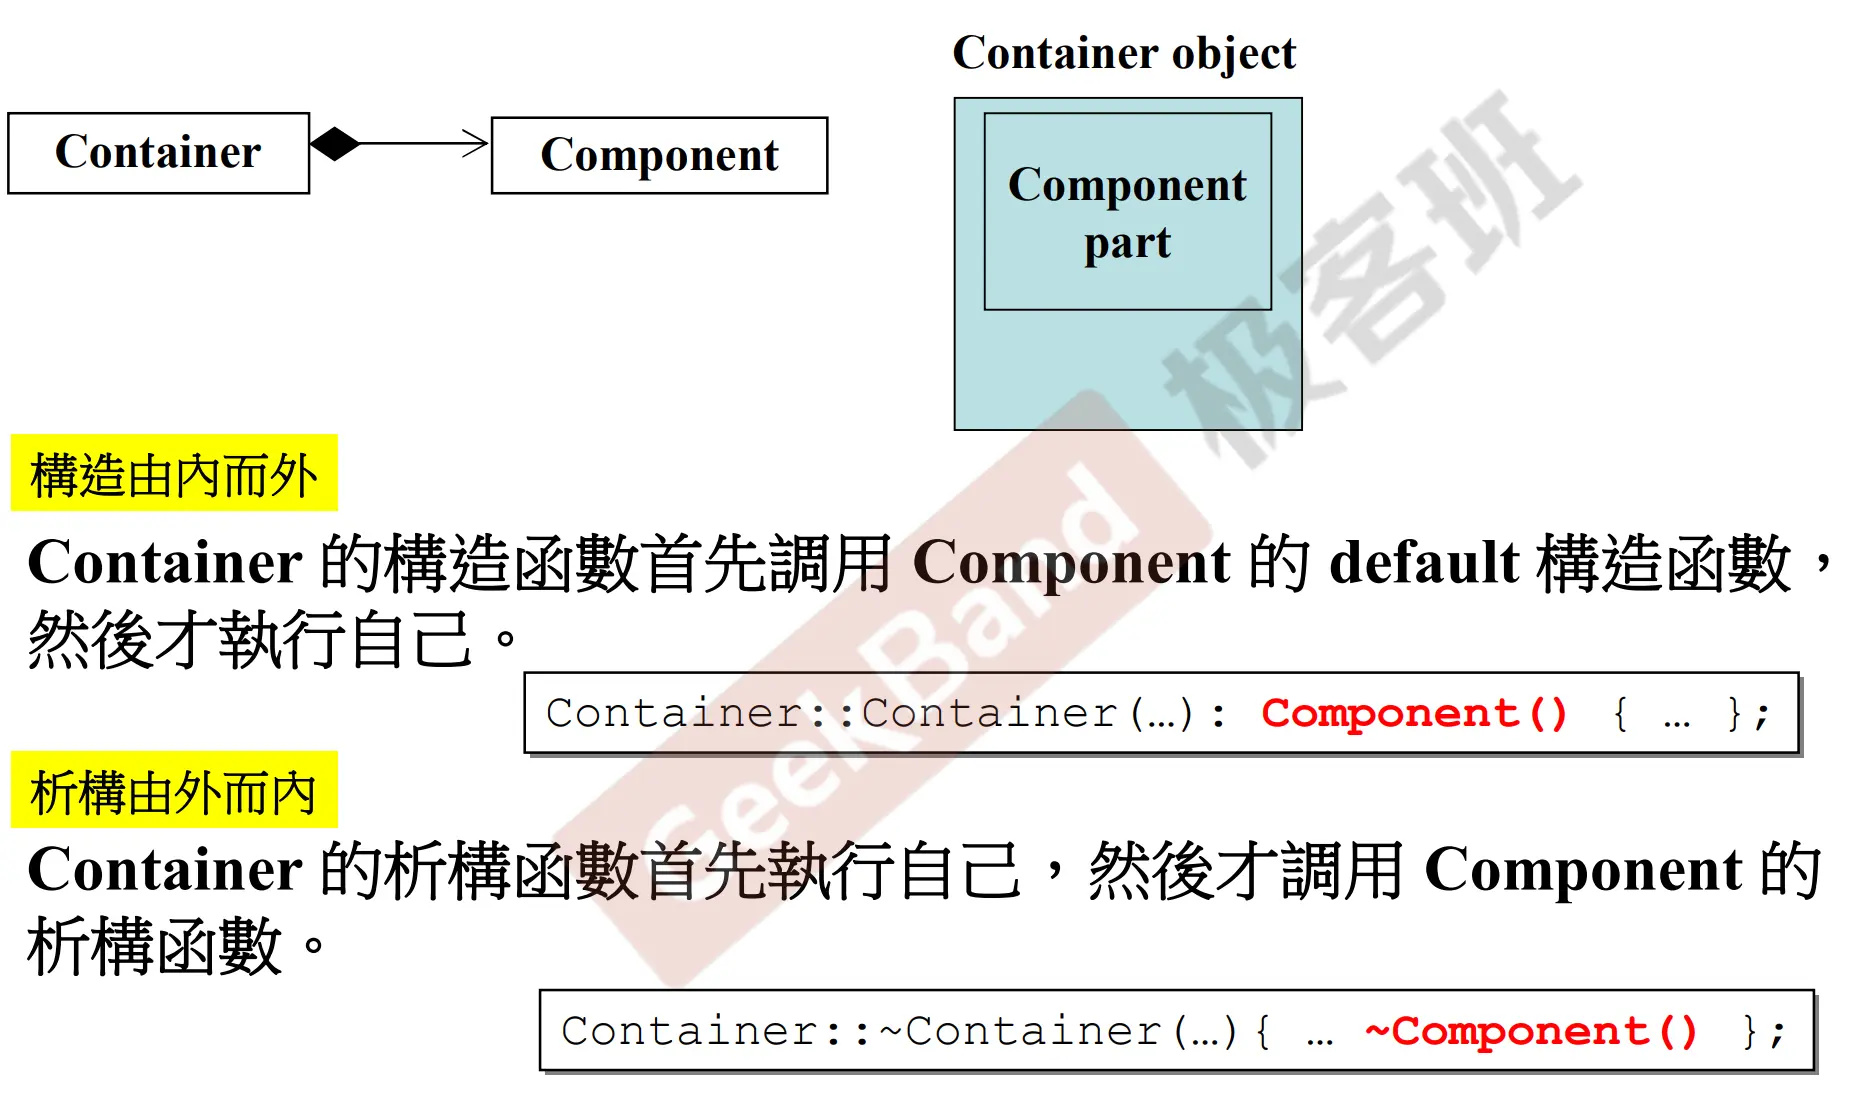 Container object
Container
Component
Component
part
極客班
GeekBand
構造由內而外
Container 的構造函數首先調用 Component 的 default 構造函數，
然後才執行自己。
Container::Container(…): Component() { … };
析構由外而內
Container 的析構函數首先執行自己，然後才調用 Component 的
析構函數。
Container::~Container(…){ … ~Component() };